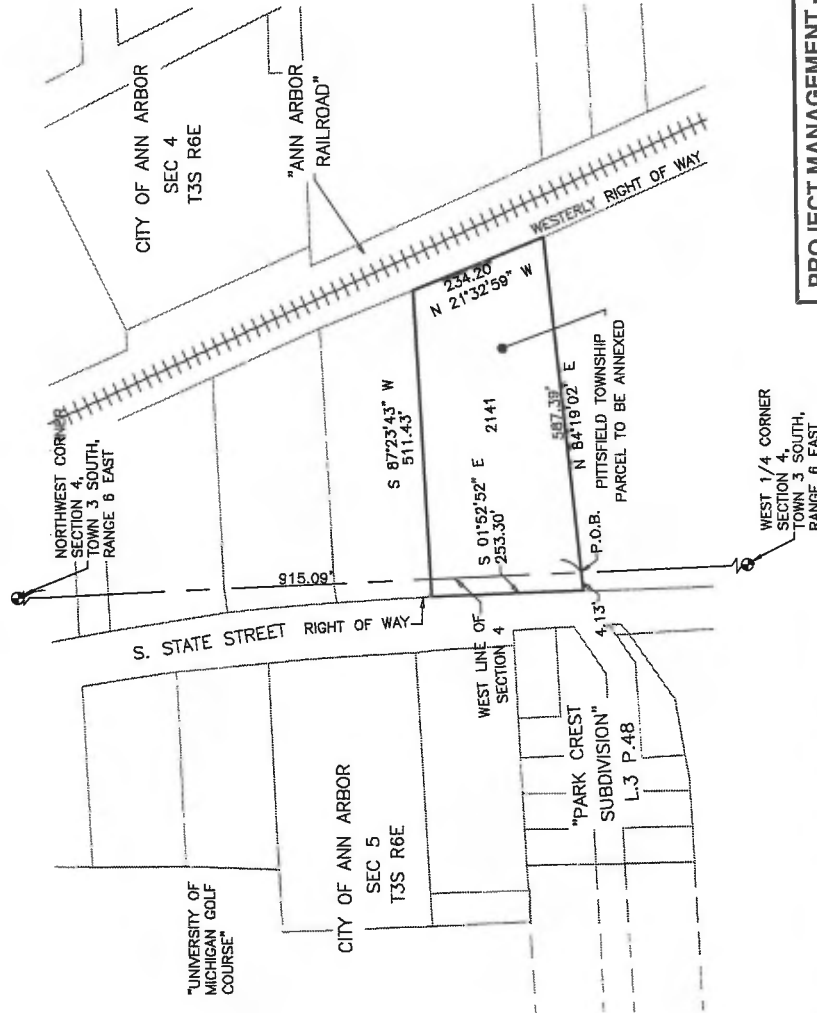 CITY OF ANN ARBOR
SEC 4
T3S R6E
"ANN ARBOR
RAILROAD"
NORTHWEST CORNER
SECTION 4,
TOWN 3 SOUTH,
RANGE 6 EAST
WESTERLY RIGHT OF WAY
234.20'
N 21°32'59" W
S 87°23'43" W
511.43'
2141
915.09'
S. STATE STREET RIGHT OF WAY
S 01°52'52" E
253.30'
587.39'
N 84°19'02" E
PITTSFIELD TOWNSHIP
PARCEL TO BE ANNEXED
P.O.B.
4.13'
WEST LINE OF
SECTION 4
WEST 1/4 CORNER
SECTION 4,
TOWN 3 SOUTH,
RANGE 6 EAST
"UNIVERSITY OF
MICHIGAN GOLF
COURSE"
CITY OF ANN ARBOR
SEC 5
T3S R6E
"PARK CREST
SUBDIVISION"
L.3 P.48
PROJECT MANAGEMENT